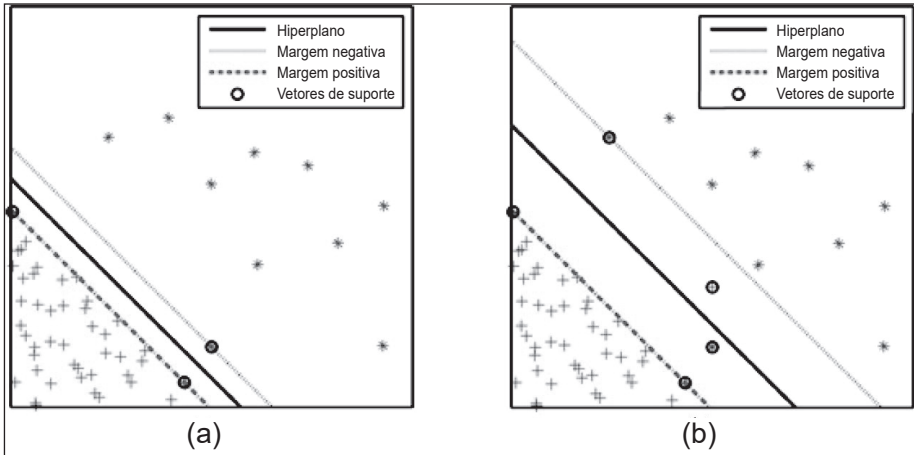 Hiperplano
Margem negativa
Margem positiva
Vetores de suporte
Hiperplano
Margem negativa
Margem positiva
Vetores de suporte
(a)
(b)